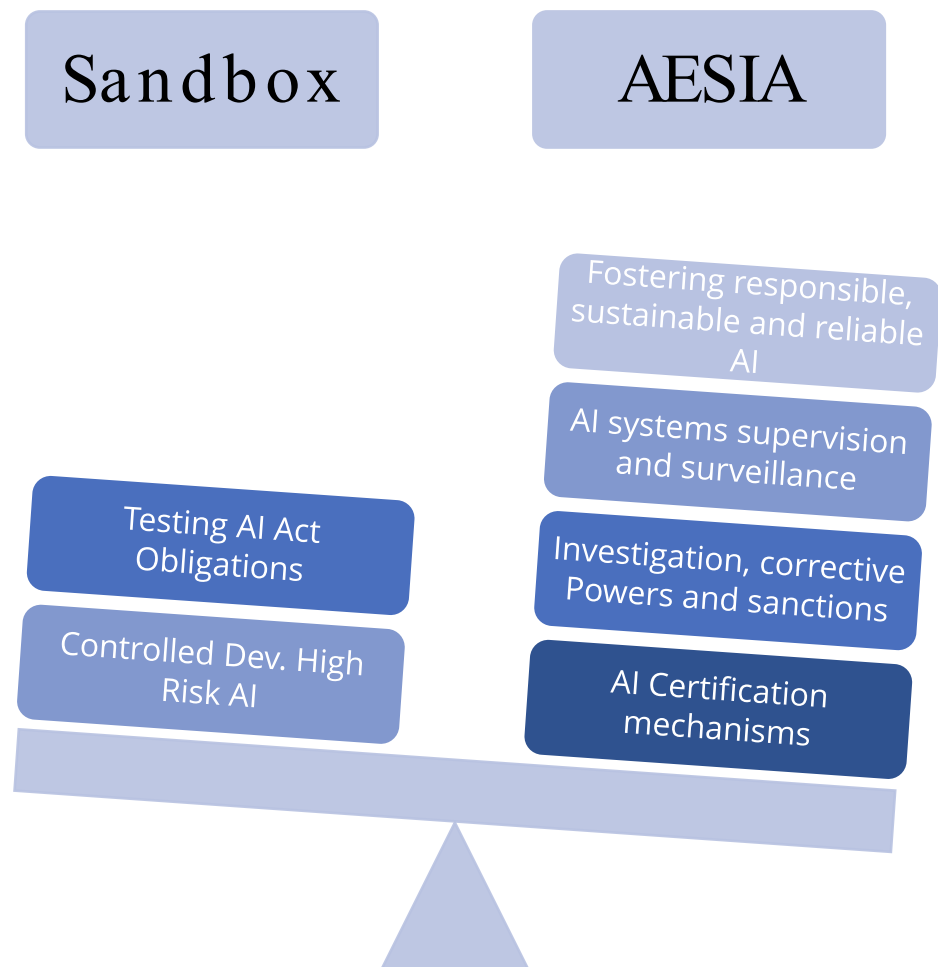 Sandbox
AESIA
Fostering responsible,
sustainable and reliable
AI
AI systems supervision
and surveillance
Investigation, corrective
Powers and sanctions
AI Certification
mechanisms
Testing AI Act
Obligations
Controlled Dev. High
Risk AI